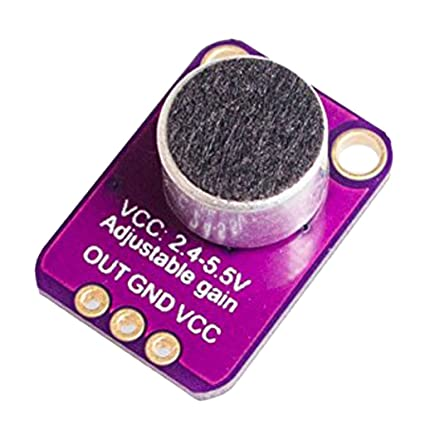 VCC: 2.4-5.5V
Adjustable gain
OUT GND VCC